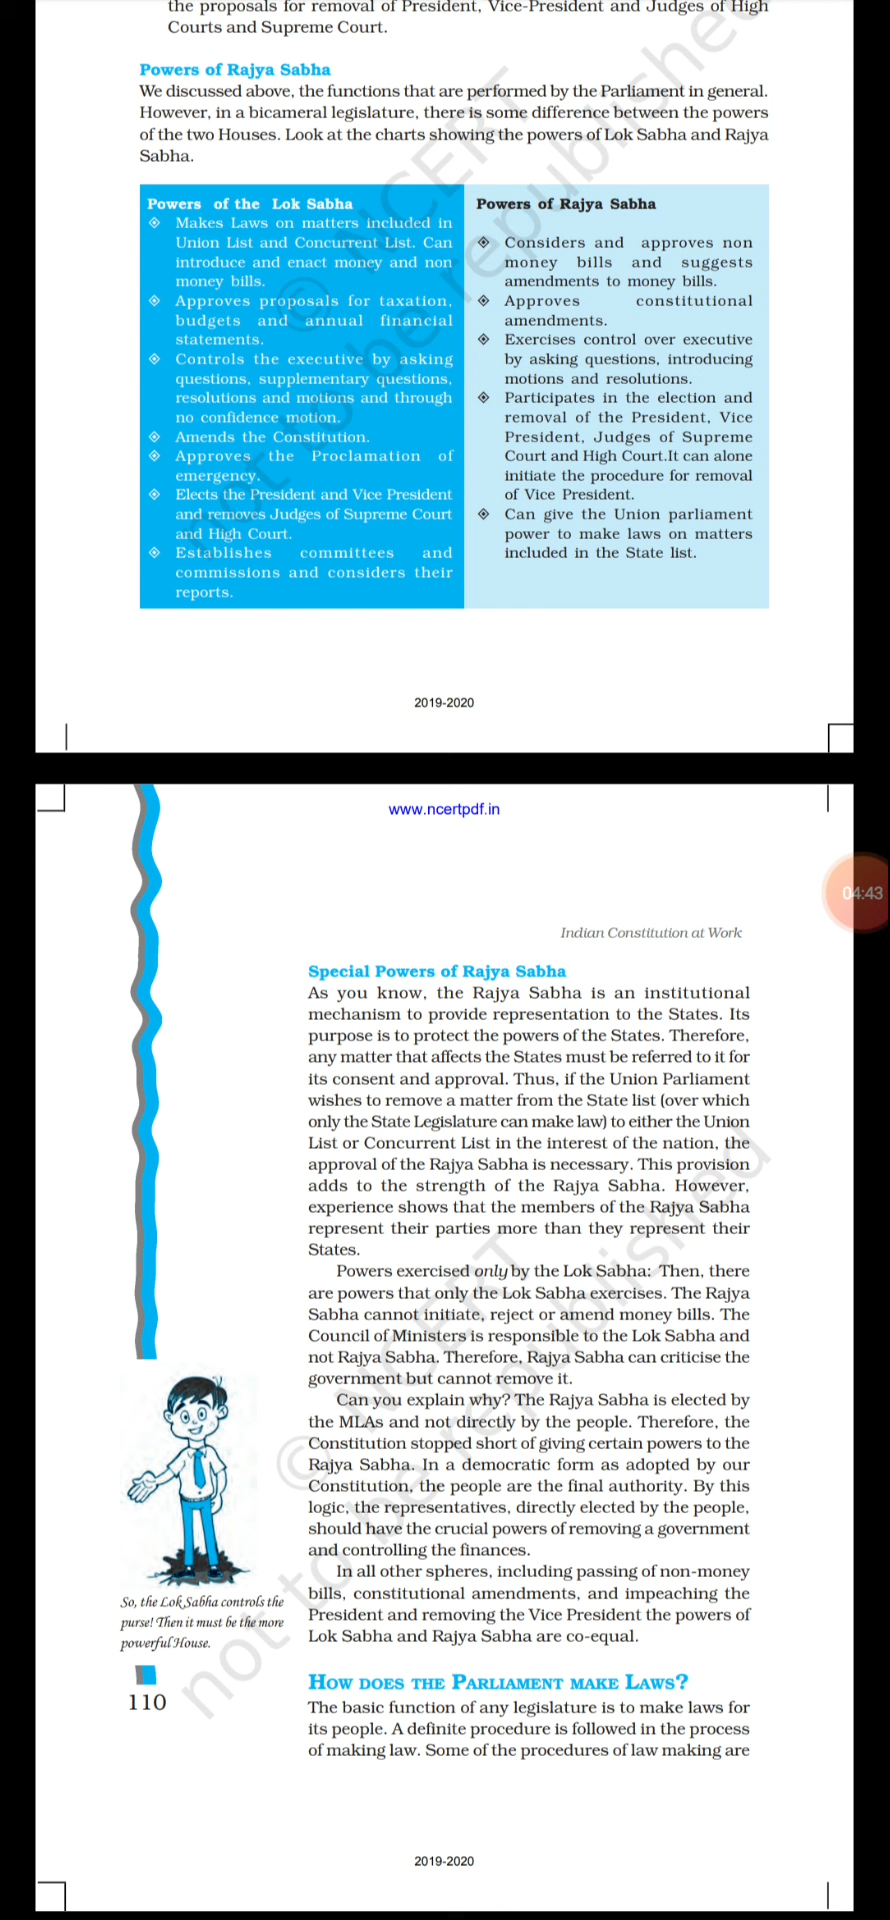 the proposals for removal of President, Vice-President and Judges of High
Courts and Supreme Court.
Powers of Rajya Sabha
We discussed above, the functions that are performed by the Parliament in general.
However, in a bicameral legislature, there is some difference between the powers
of the two Houses. Look at the charts showing the powers of Lok Sabha and Rajya
Sabha.
Powers of the Lok Sabha
Makes Laws on matters included in
Union List and Concurrent List. Can
introduce and enact money and non
money bills.
Approves proposals for taxation,
budgets and annual financial
statements.
Controls the executive by asking
questions, supplementary questions,
resolutions and motions and through
no confidence motion.
Amends the Constitution.
Approves the Proclamation of
emergency.
Elects the President and Vice President
and removes Judges of Supreme Court
and High Court.
Establishes committees and
commissions and considers their
reports.
Powers of Rajya Sabha
Considers and approves non
money bills and suggests
amendments to money bills.
Approves constitutional
amendments.
Exercises control over executive
by asking questions, introducing
motions and resolutions.
Participates in the election and
removal of the President, Vice
President, Judges of Supreme
Court and High Court.It can alone
initiate the procedure for removal
of Vice President.
Can give the Union parliament
power to make laws on matters
included in the State list.
© NCERT
not to be republished
2019-2020
www.ncertpdf.in
04:43
Indian Constitution at Work
Special Powers of Rajya Sabha
As you know, the Rajya Sabha is an institutional
mechanism to provide representation to the States. Its
purpose is to protect the powers of the States. Therefore,
any matter that affects the States must be referred to it for
its consent and approval. Thus, if the Union Parliament
wishes to remove a matter from the State list (over which
only the State Legislature can make law) to either the Union
List or Concurrent List in the interest of the nation, the
approval of the Rajya Sabha is necessary. This provision
adds to the strength of the Rajya Sabha. However,
experience shows that the members of the Rajya Sabha
represent their parties more than they represent their
States.
Powers exercised only by the Lok Sabha: Then, there
are powers that only the Lok Sabha exercises. The Rajya
Sabha cannot initiate, reject or amend money bills. The
Council of Ministers is responsible to the Lok Sabha and
not Rajya Sabha. Therefore, Rajya Sabha can criticise the
government but cannot remove it.
Can you explain why? The Rajya Sabha is elected by
the MLAs and not directly by the people. Therefore, the
Constitution stopped short of giving certain powers to the
Rajya Sabha. In a democratic form as adopted by our
Constitution, the people are the final authority. By this
logic, the representatives, directly elected by the people,
should have the crucial powers of removing a government
and controlling the finances.
In all other spheres, including passing of non-money
bills, constitutional amendments, and impeaching the
President and removing the Vice President the powers of
Lok Sabha and Rajya Sabha are co-equal.
So, the Lok Sabha controls the
purse! Then it must be the more
powerful House.
110
HOW DOES THE PARLIAMENT MAKE LAWS?
The basic function of any legislature is to make laws for
its people. A definite procedure is followed in the process
of making law. Some of the procedures of law making are
© NCERT
not to be republished
2019-2020